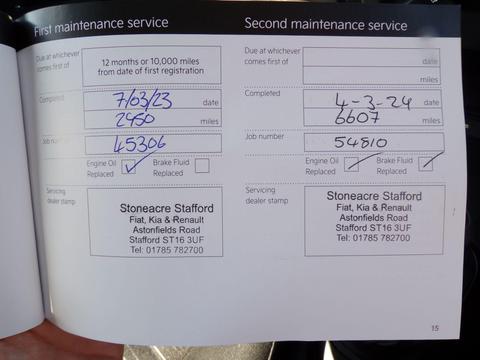 First maintenance service
Due at whichever
comes first of
12 months or 10,000 miles
from date of first registration
Completed
7/03/23 date
2950 miles
Job number
45306
Engine Oil
Replaced
Brake Fluid
Replaced
Servicing
dealer stamp
Stoneacre Stafford
Fiat, Kia & Renault
Astonfields Road
Stafford ST16 3UF
Tel: 01785 782700
Second maintenance service
Due at whichever
comes first of
date
miles
Completed
4-3-24 date
6607 miles
Job number
54810
Engine Oil
Replaced
Brake Fluid
Replaced
Servicing
dealer stamp
Stoneacre Stafford
Fiat, Kia & Renault
Astonfields Road
Stafford ST16 3UF
Tel: 01785 782700
15